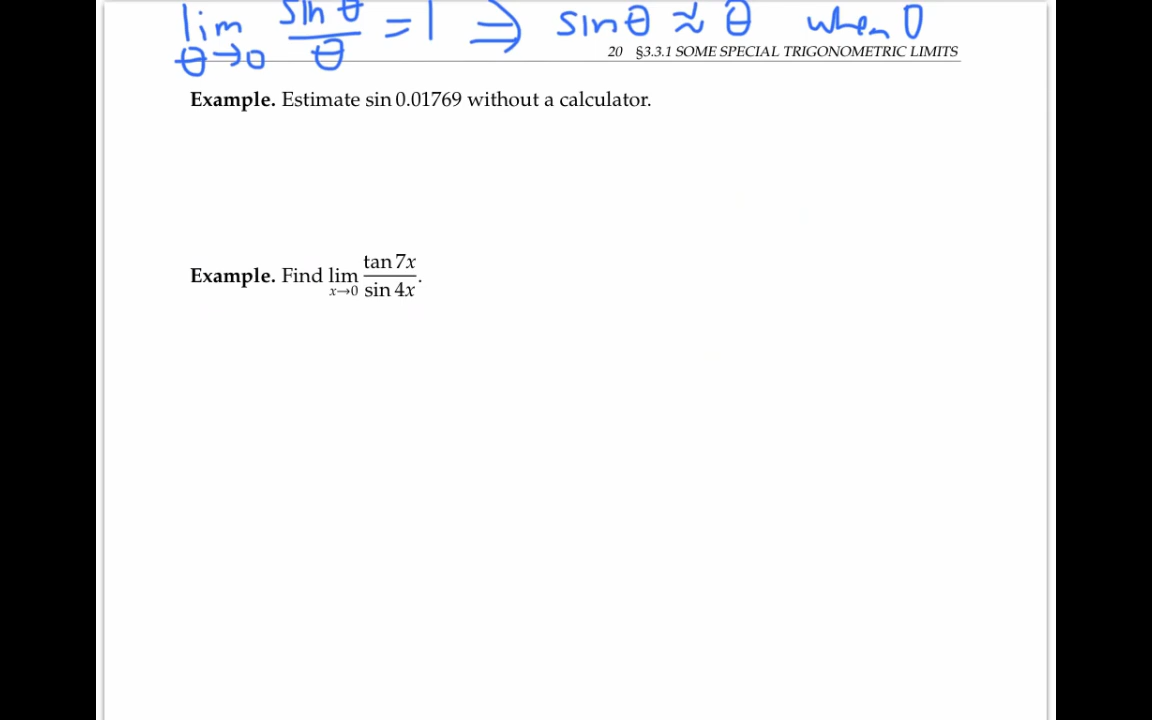 lim θ→0 sin θ / θ = 1 ⇒ sin θ ≈ θ when 0
20 §3.3.1 SOME SPECIAL TRIGONOMETRIC LIMITS
Example. Estimate sin 0.01769 without a calculator.
Example. Find lim x→0 tan 7x / sin 4x.